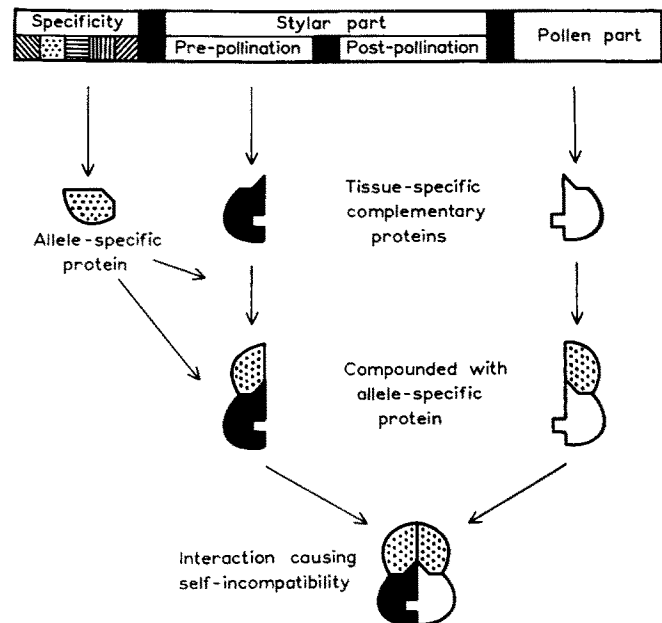 Specificity
Stylar part
Pollen part
Pre-pollination
Post-pollination
Allele-specific
protein
Tissue-specific
complementary
proteins
Compounded with
allele-specific
protein
Interaction causing
self-incompatibility